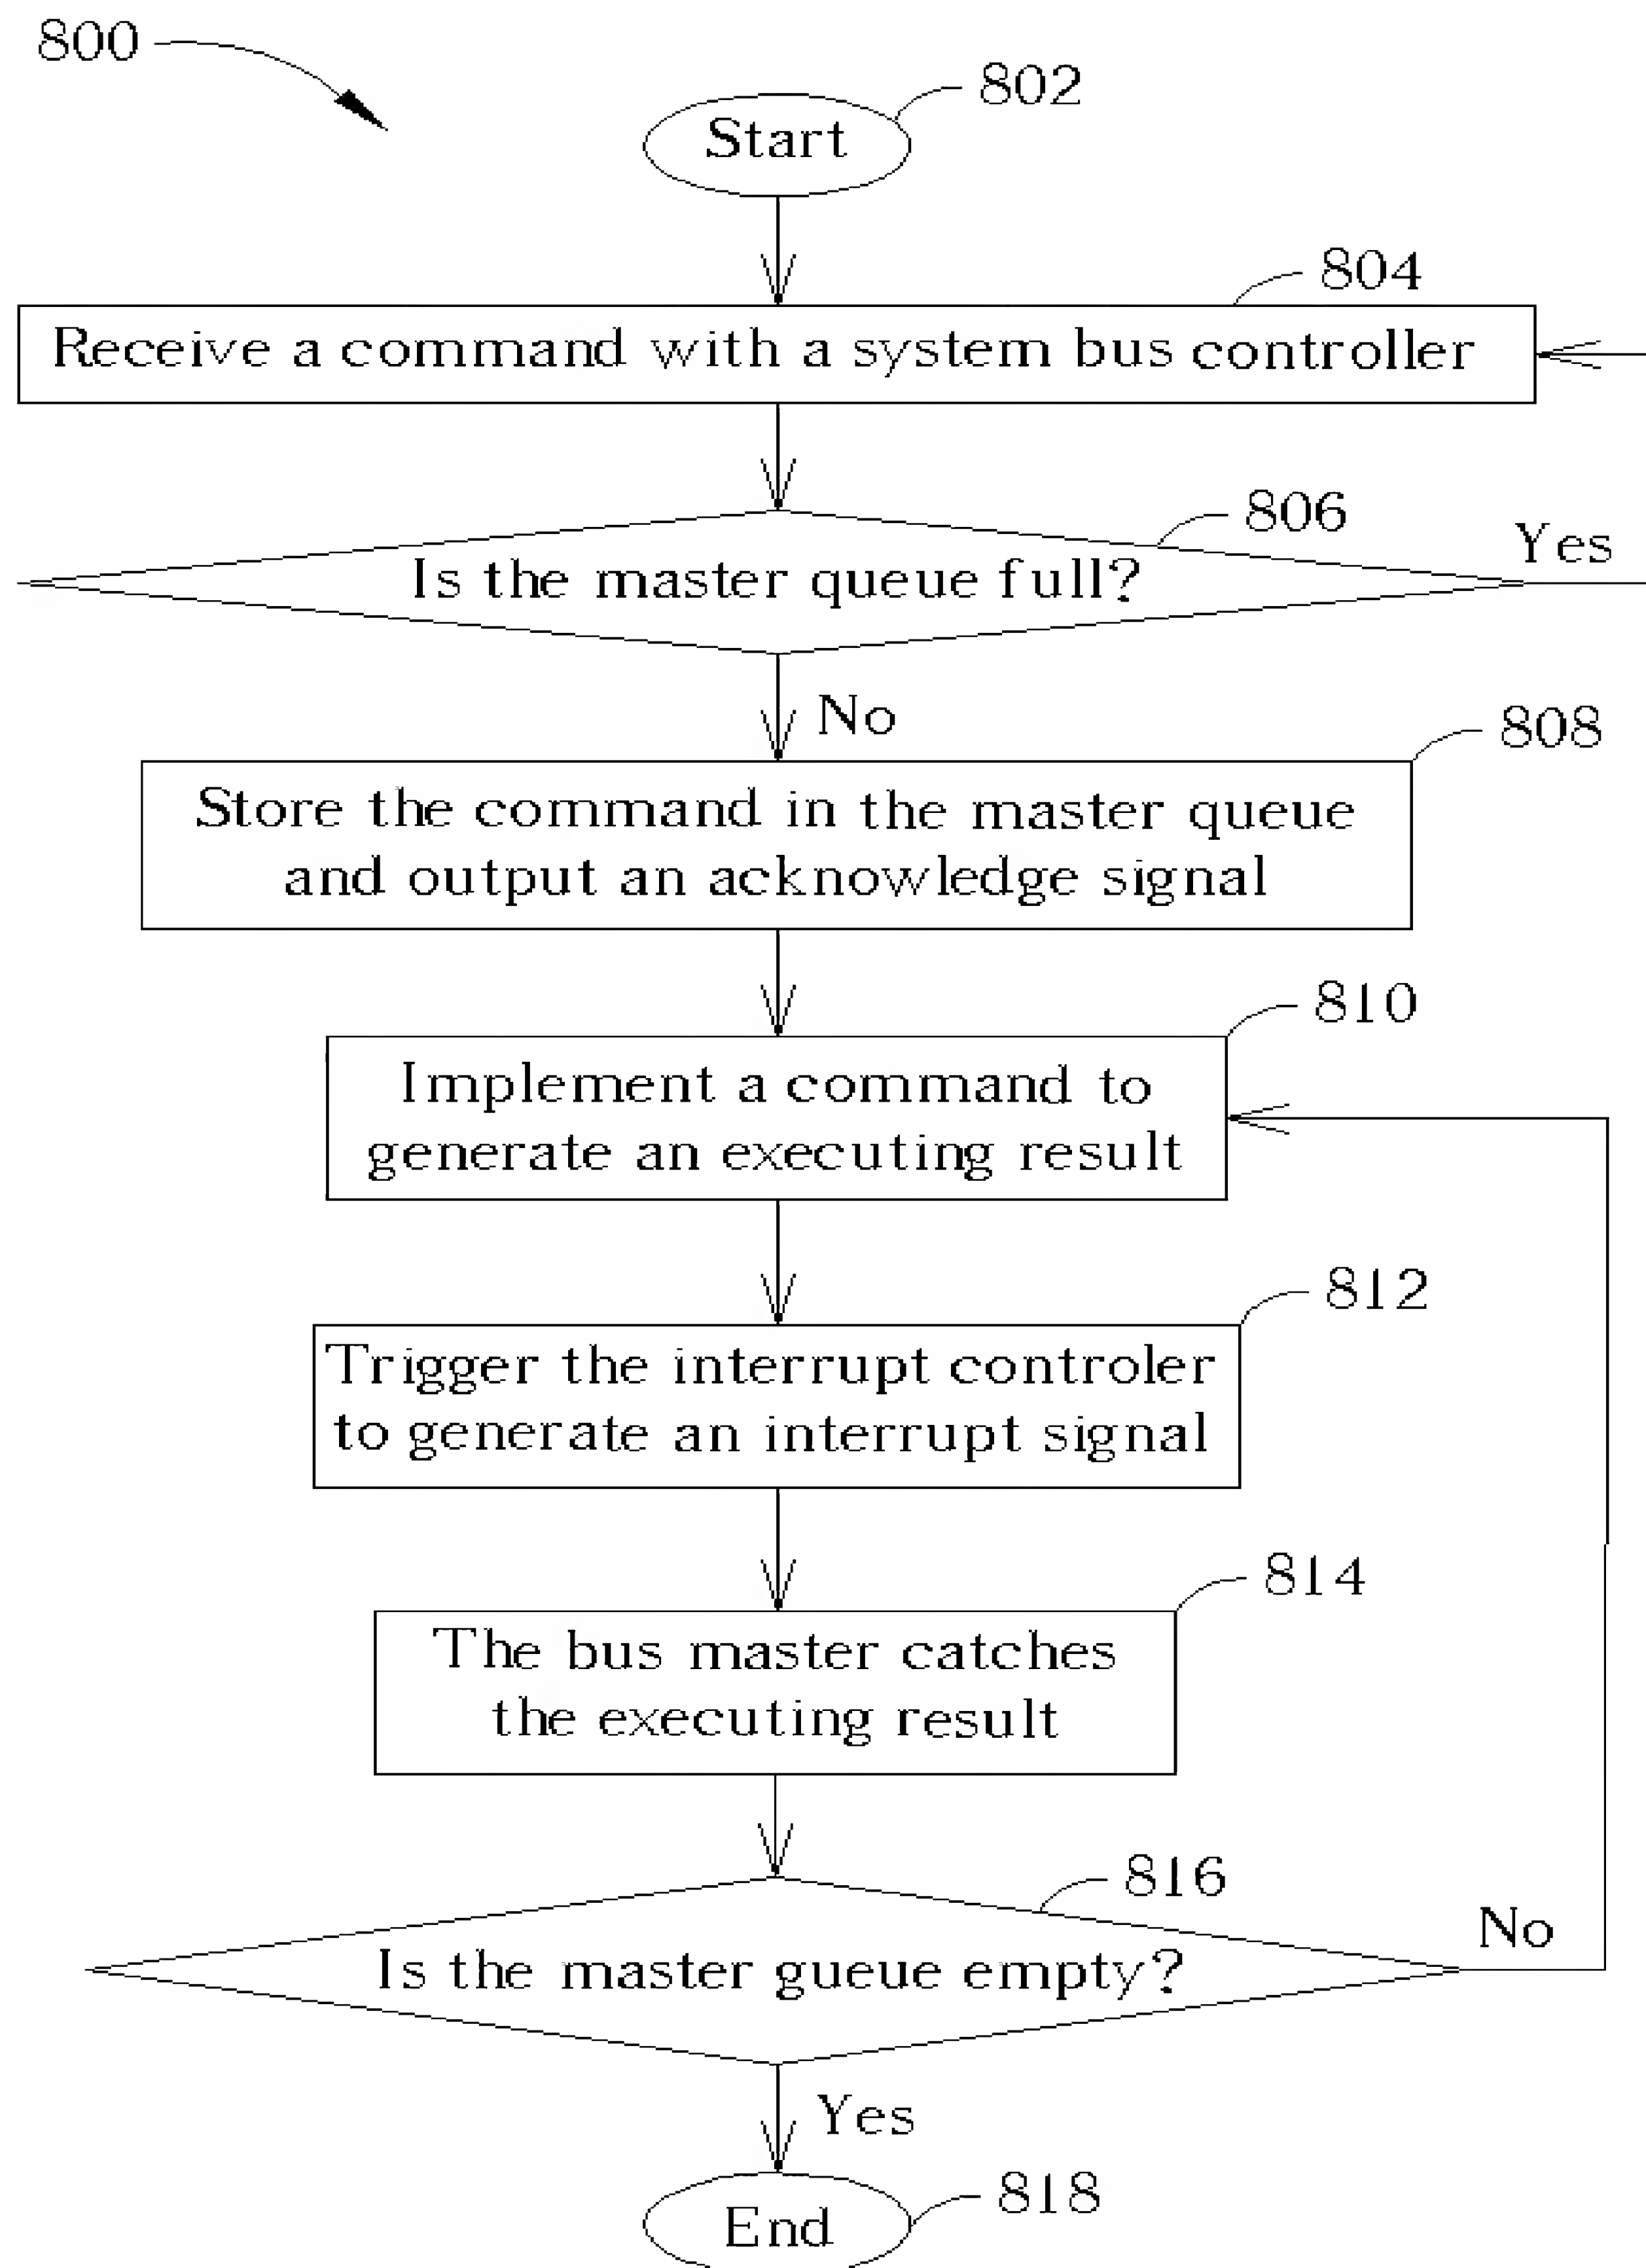 800
802
Start
804
Receive a command with a system bus controller
806
Is the master queue full?
Yes
No
808
Store the command in the master queue
and output an acknowledge signal
810
Implement a command to
generate an executing result
812
Trigger the interrupt controler
to generate an interrupt signal
814
The bus master catches
the executing result
816
Is the master gueue empty?
No
Yes
818
End